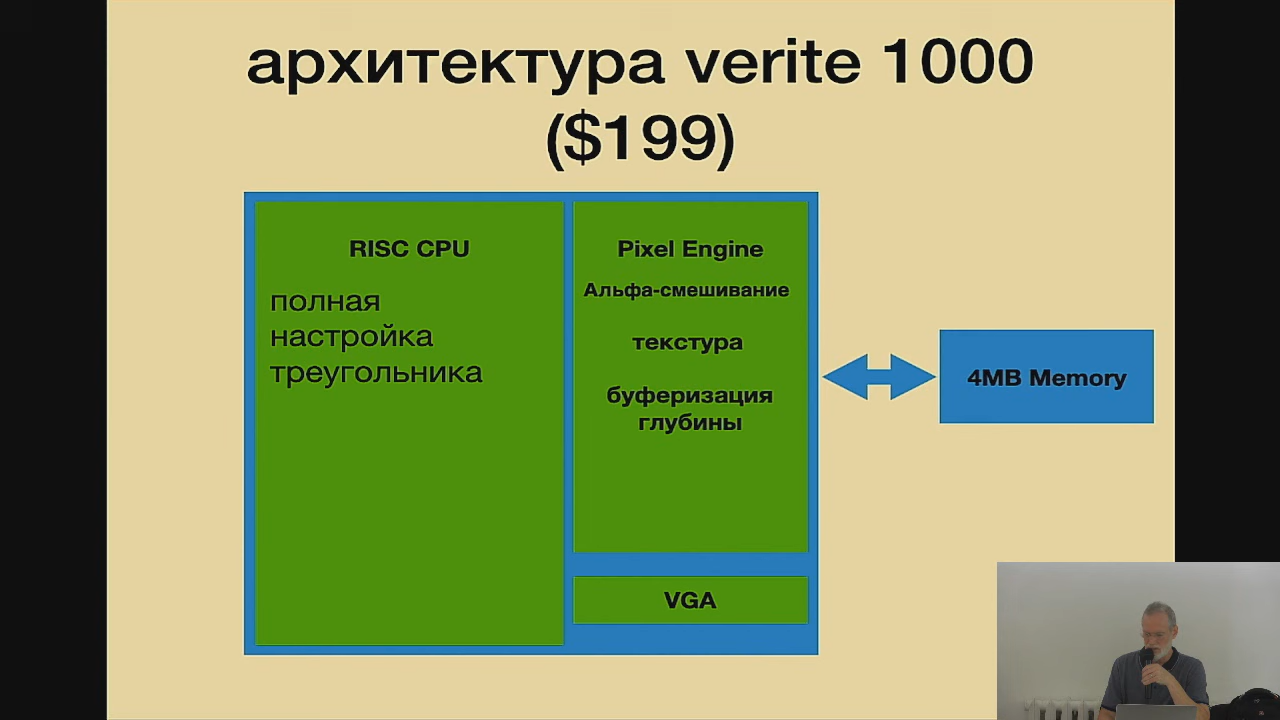 архитектура verite 1000
($199)
RISC CPU
полная
настройка
треугольника
Pixel Engine
Альфа-смешивание
текстура
буферизация
глубины
VGA
4MB Memory